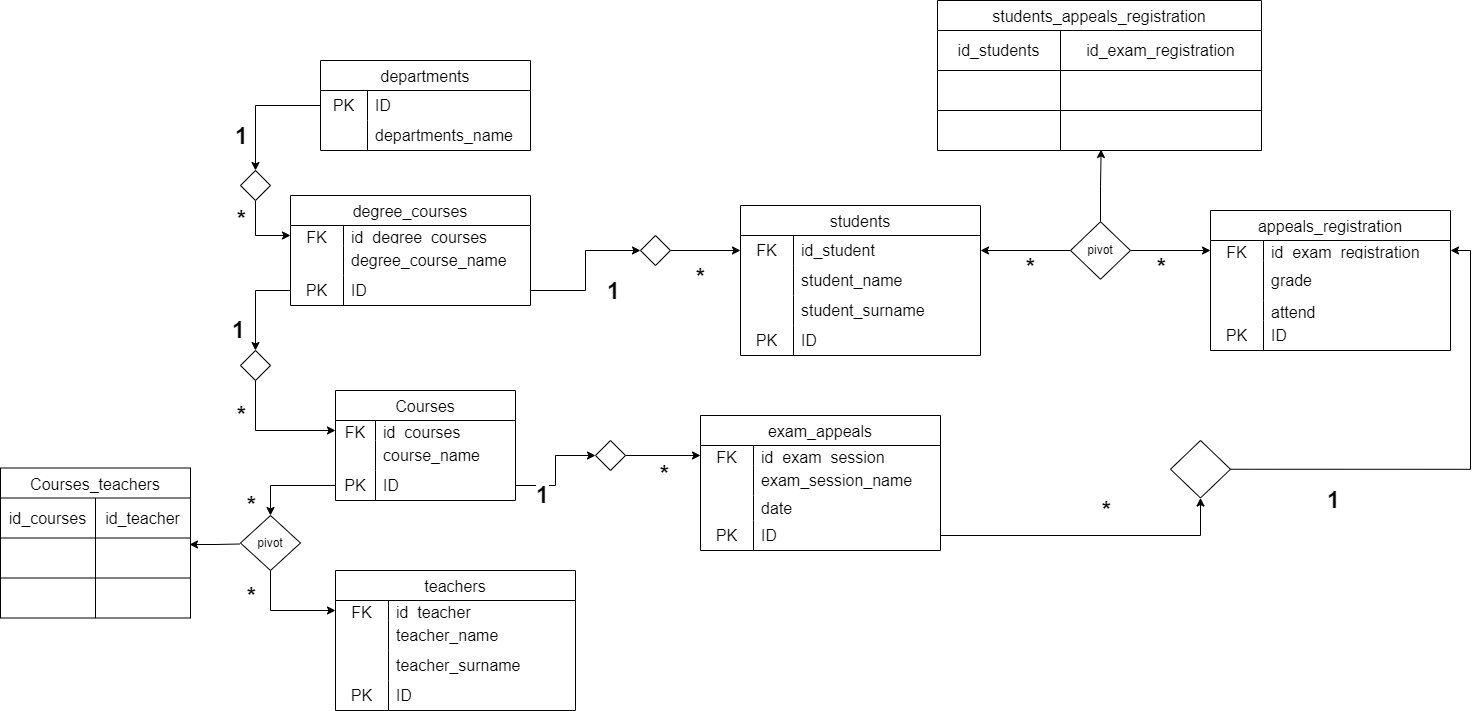 students_appeals_registration
id_students id_exam_registration
departments
PK ID
departments_name
1
*
degree_courses
FK id_degree_courses
degree_course_name
PK ID
1
*
students
FK id_student
student_name
student_surname
PK ID
*
pivot
*
appeals_registration
FK id_exam_registration
grade
attend
PK ID
1
*
Courses
FK id_courses
course_name
PK ID
1
*
exam_appeals
FK id_exam_session
exam_session_name
date
PK ID
*
1
Courses_teachers
id_courses id_teacher
*
pivot
*
teachers
FK id_teacher
teacher_name
teacher_surname
PK ID